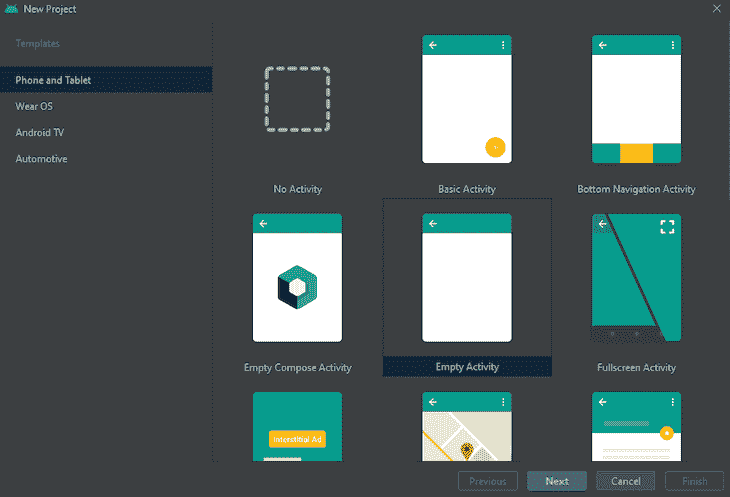 New Project
Templates
Phone and Tablet
Wear OS
Android TV
Automotive
No Activity
Basic Activity
Bottom Navigation Activity
Empty Compose Activity
Empty Activity
Fullscreen Activity
Interstitial Ad
Previous
Next
Cancel
Finish